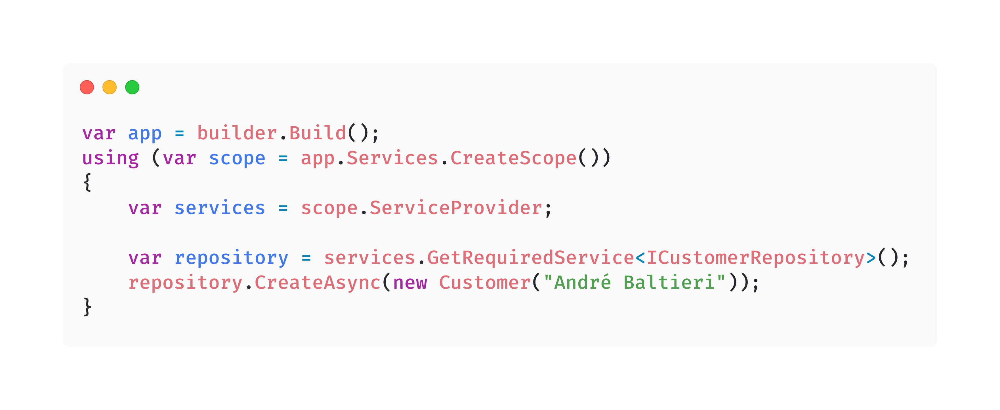 var app = builder.Build();
using (var scope = app.Services.CreateScope())
{
    var services = scope.ServiceProvider;

    var repository = services.GetRequiredService<ICustomerRepository>();
    repository.CreateAsync(new Customer("André Baltieri"));
}